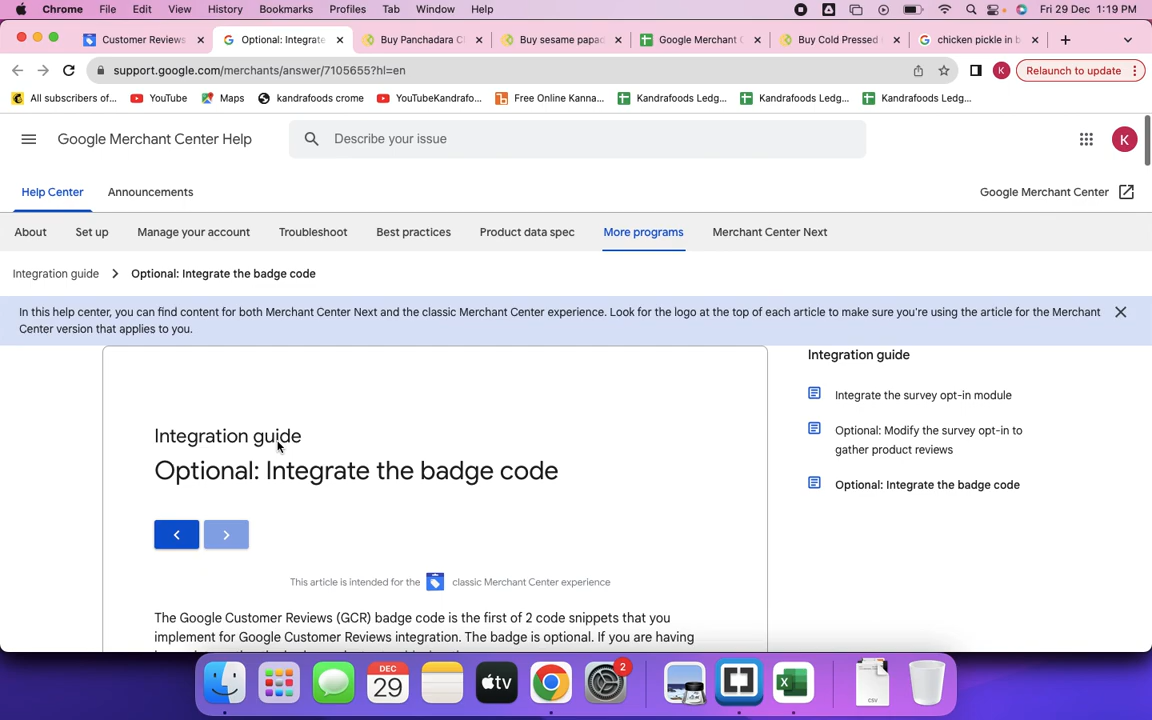 Chrome File Edit View History Bookmarks Profiles Tab Window Help Fri 29 Dec 1:19 PM
Customer Reviews Optional: Integrate Buy Panchadara C Buy sesame papad Google Merchant C Buy Cold Pressed chicken pickle in b
support.google.com/merchants/answer/7105655?hl=en K Relaunch to update
All subscribers of... YouTube Maps kandrafoods crome YouTubeKandrafo... Free Online Kanna... Kandrafoods Ledg... Kandrafoods Ledg... Kandrafoods Ledg...
Google Merchant Center Help Describe your issue K
Help Center Announcements Google Merchant Center
About Set up Manage your account Troubleshoot Best practices Product data spec More programs Merchant Center Next
Integration guide > Optional: Integrate the badge code
In this help center, you can find content for both Merchant Center Next and the classic Merchant Center experience. Look for the logo at the top of each article to make sure you're using the article for the Merchant
Center version that applies to you.
Integration guide
Integrate the survey opt-in module
Optional: Modify the survey opt-in to
gather product reviews
Optional: Integrate the badge code
Integration guide
Optional: Integrate the badge code
This article is intended for the classic Merchant Center experience
The Google Customer Reviews (GCR) badge code is the first of 2 code snippets that you
implement for Google Customer Reviews integration. The badge is optional. If you are having
DEC
29
tv
2
CSV